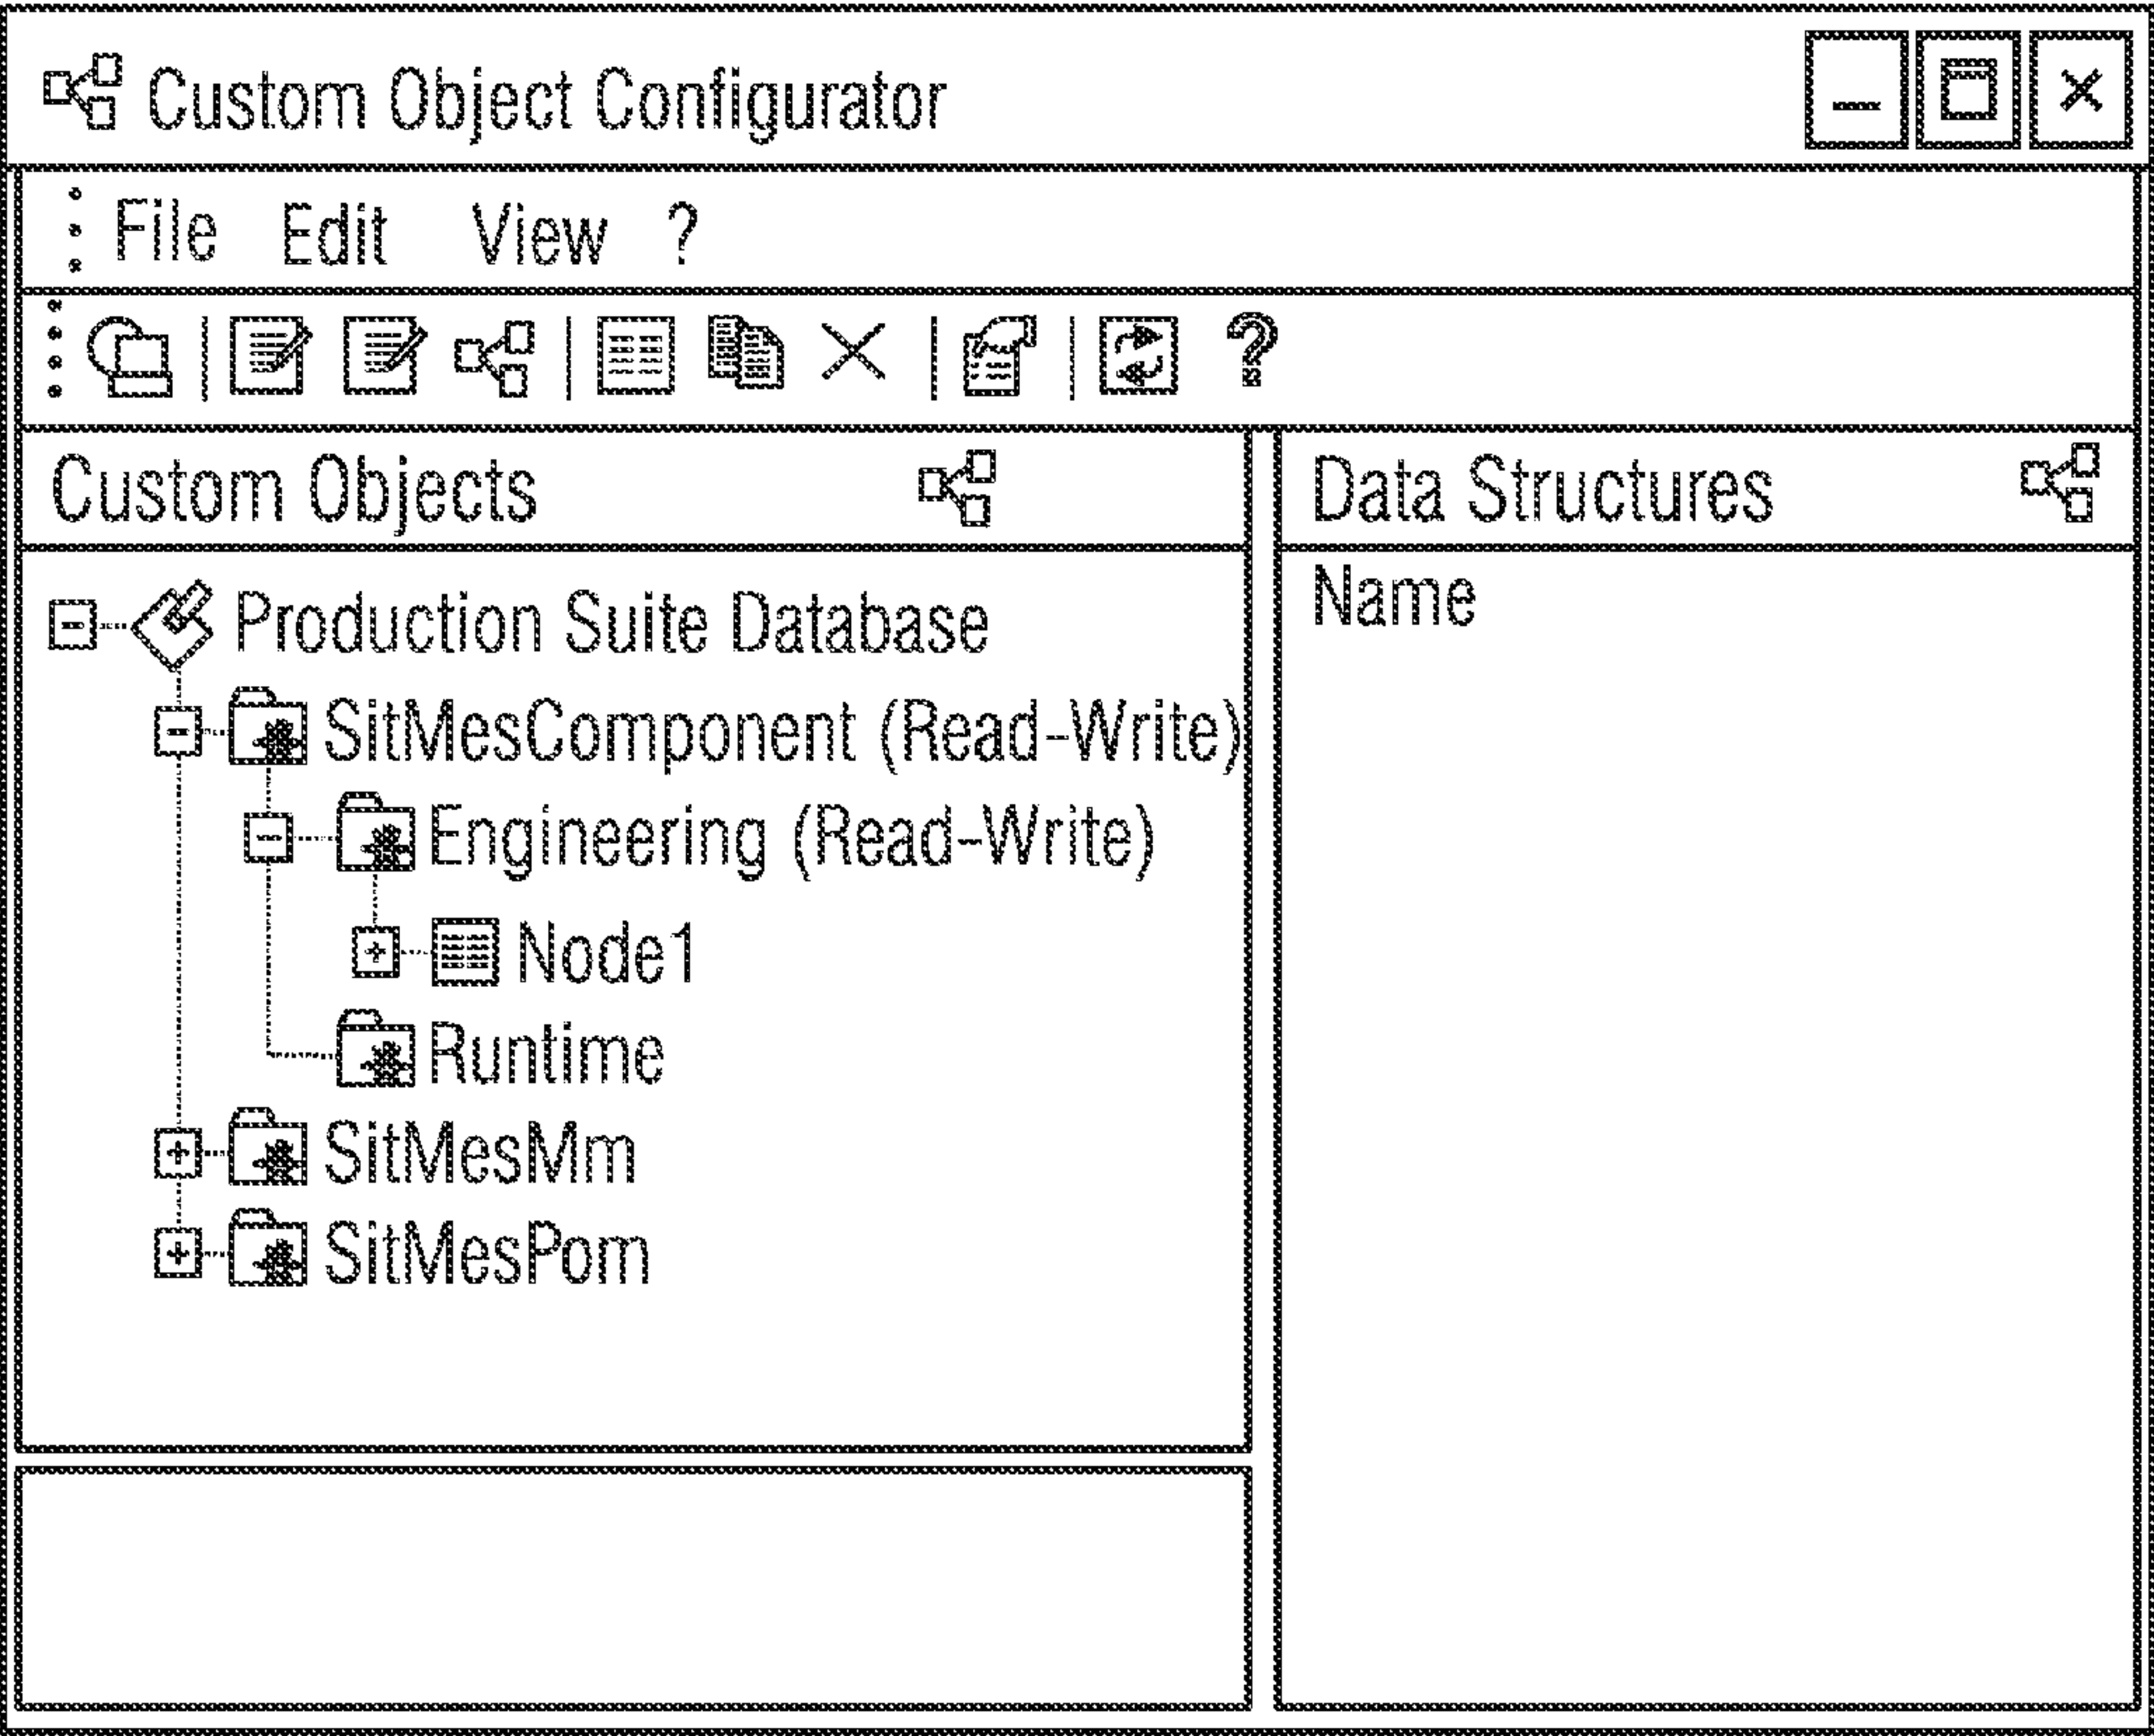 Custom Object Configurator
File Edit View ?
?
Custom Objects
Data Structures
Name
Production Suite Database
SitMesComponent (Read-Write)
Engineering (Read-Write)
Node1
Runtime
SitMesMm
SitMesPom